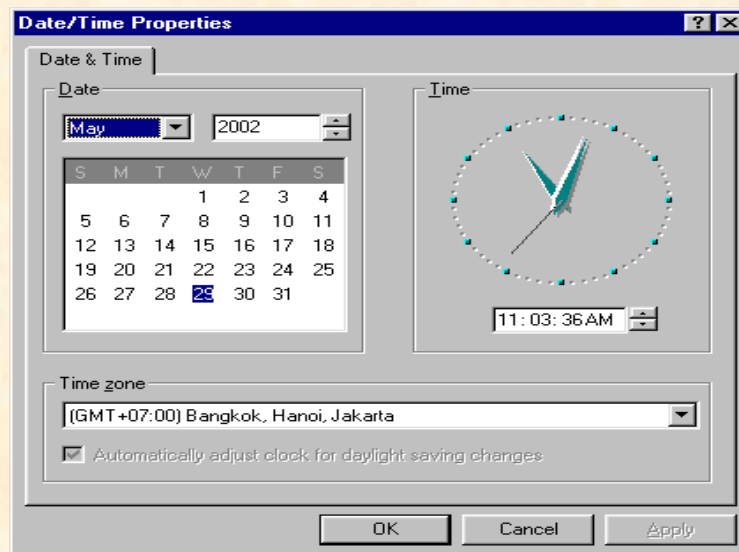 Date/Time Properties
Date & Time
Date
Time
May 2002
S M T W T F S
1 2 3 4
5 6 7 8 9 10 11
12 13 14 15 16 17 18
19 20 21 22 23 24 25
26 27 28 29 30 31
11:03:36 AM
Time zone
(GMT+07:00) Bangkok, Hanoi, Jakarta
Automatically adjust clock for daylight saving changes
OK Cancel Apply